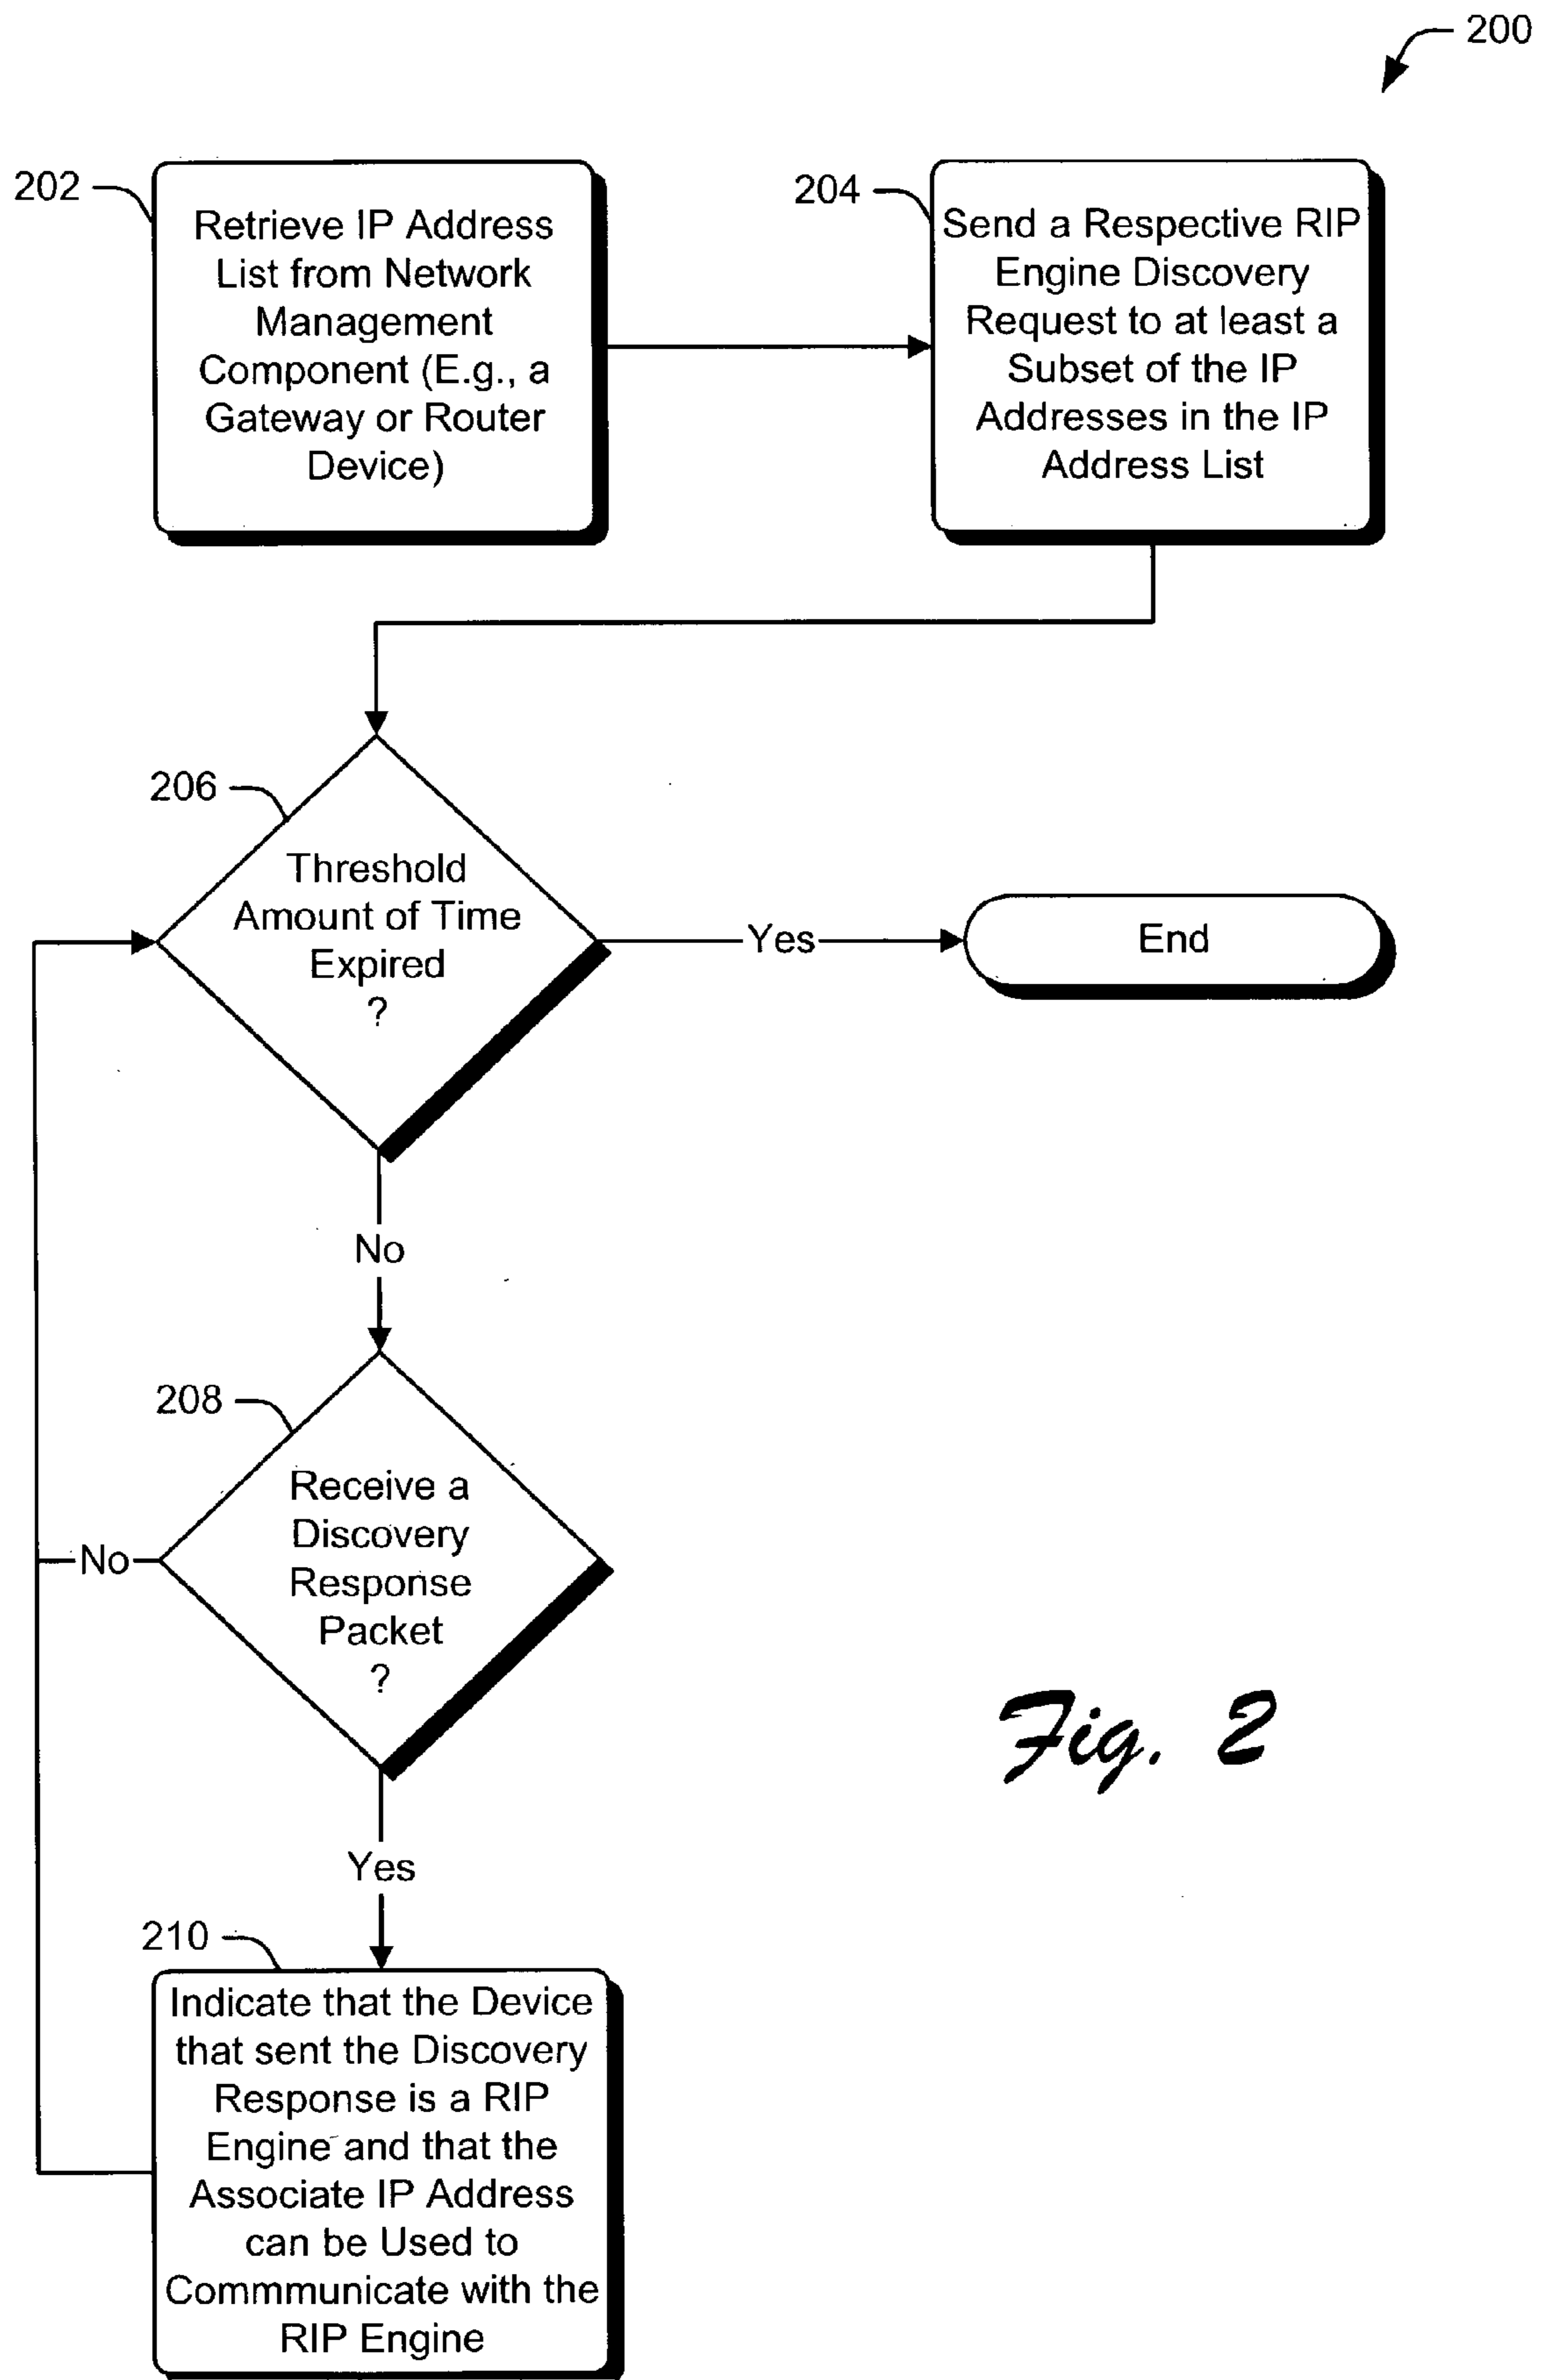 200
202
Retrieve IP Address
List from Network
Management
Component (E.g., a
Gateway or Router
Device)
204
Send a Respective RIP
Engine Discovery
Request to at least a
Subset of the IP
Addresses in the IP
Address List
206
Threshold
Amount of Time
Expired
?
Yes
End
No
208
Receive a
Discovery
Response
Packet
?
No
Yes
210
Indicate that the Device
that sent the Discovery
Response is a RIP
Engine and that the
Associate IP Address
can be Used to
Commmunicate with the
RIP Engine
Fig. 2